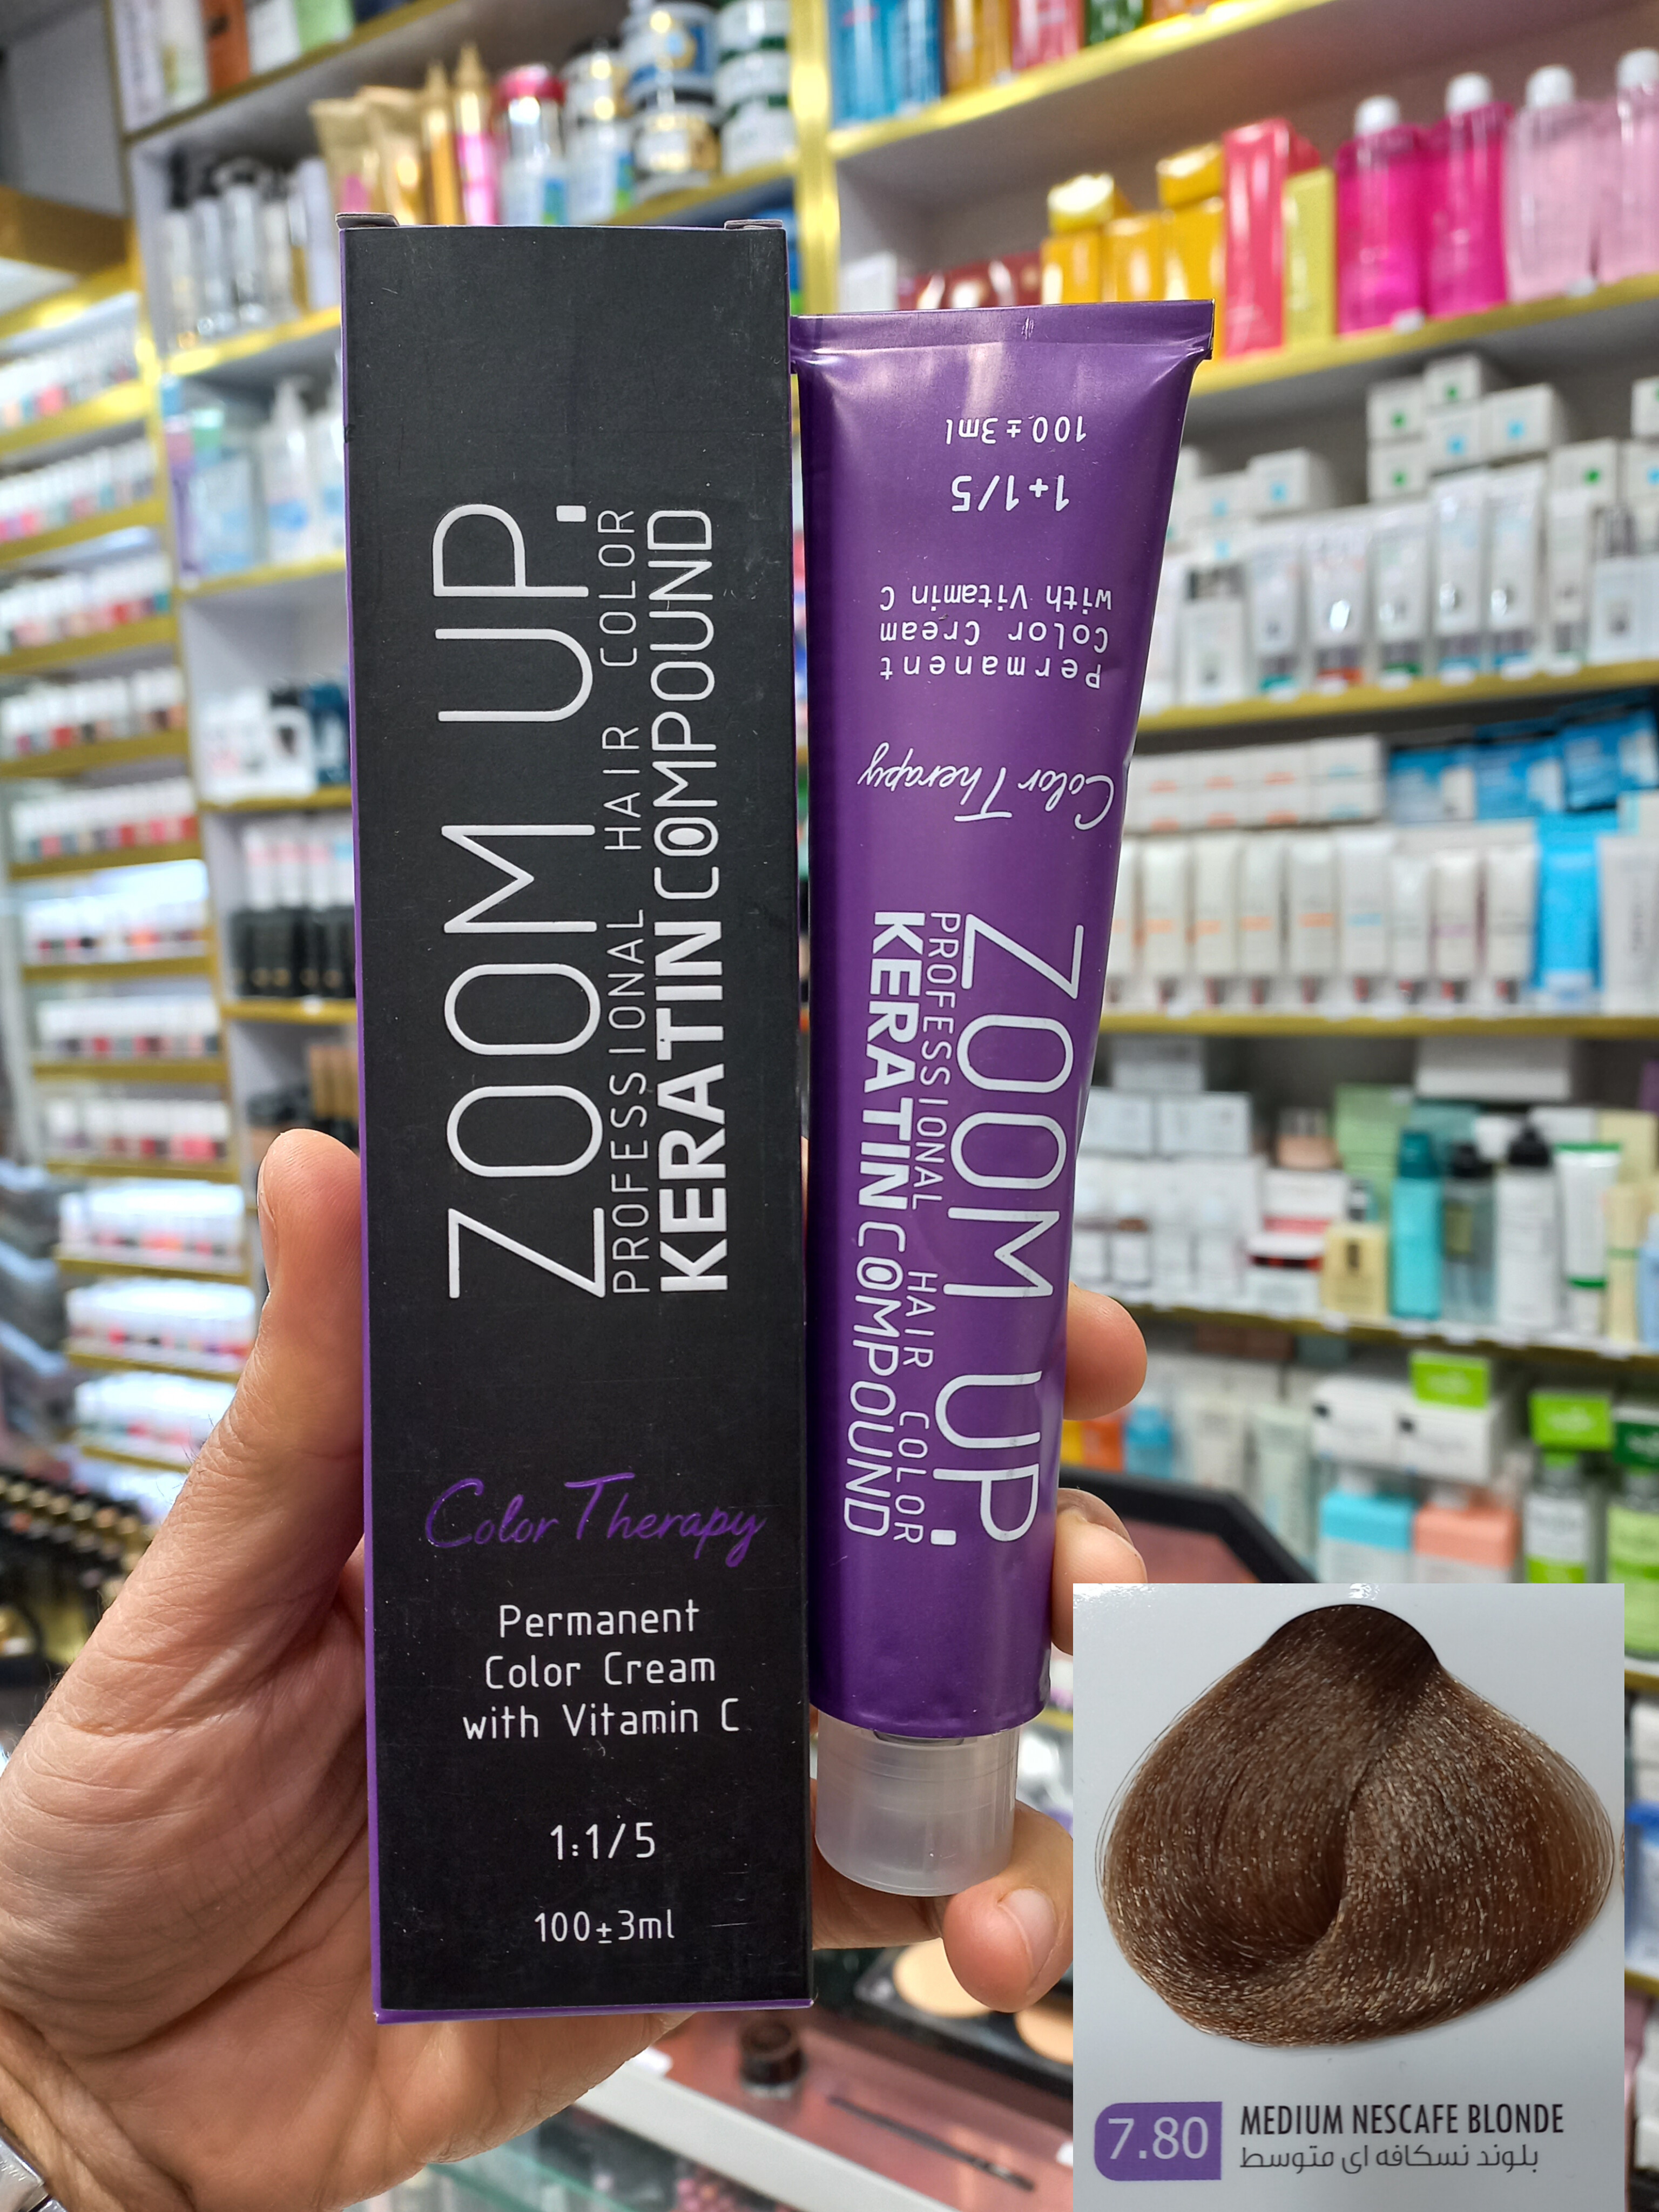 ZOOM UP.
PROFESSIONAL HAIR COLOR
KERATIN COMPOUND
Color Therapy
Permanent
Color Cream
with Vitamin C
1:1/5
100±3ml
ZOOM UP.
PROFESSIONAL HAIR COLOR
KERATIN COMPOUND
Color Therapy
Permanent
Color Cream
with Vitamin C
1+1/5
100±3ml
7.80
MEDIUM NESCAFE BLONDE
بلوند نسکافه ای متوسط